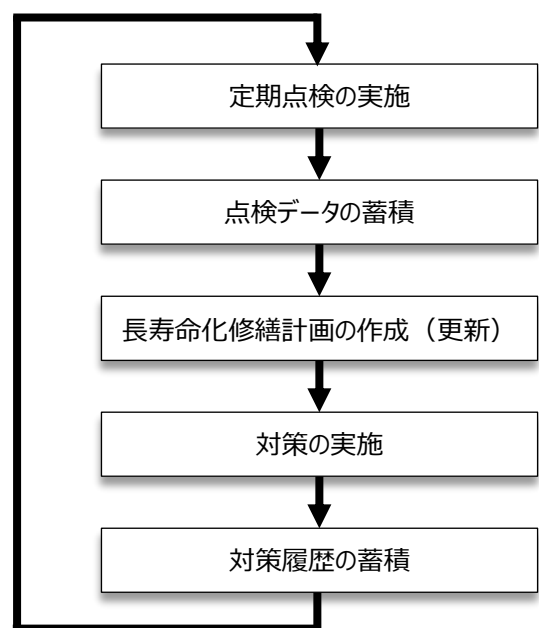 定期点検の実施
点検データの蓄積
長寿命化修繕計画の作成（更新）
対策の実施
対策履歴の蓄積